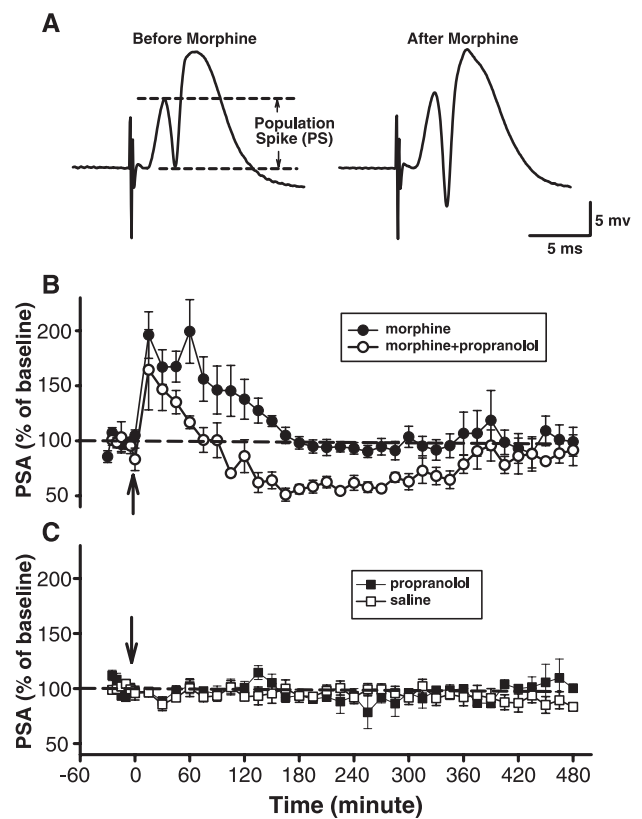 A
Before Morphine
After Morphine
Population
Spike (PS)
5 mv
5 ms
B
PSA (% of baseline)
200
150
100
50
morphine
morphine+propranolol
C
PSA (% of baseline)
200
150
100
50
propranolol
saline
-60 0 60 120 180 240 300 360 420 480
Time (minute)